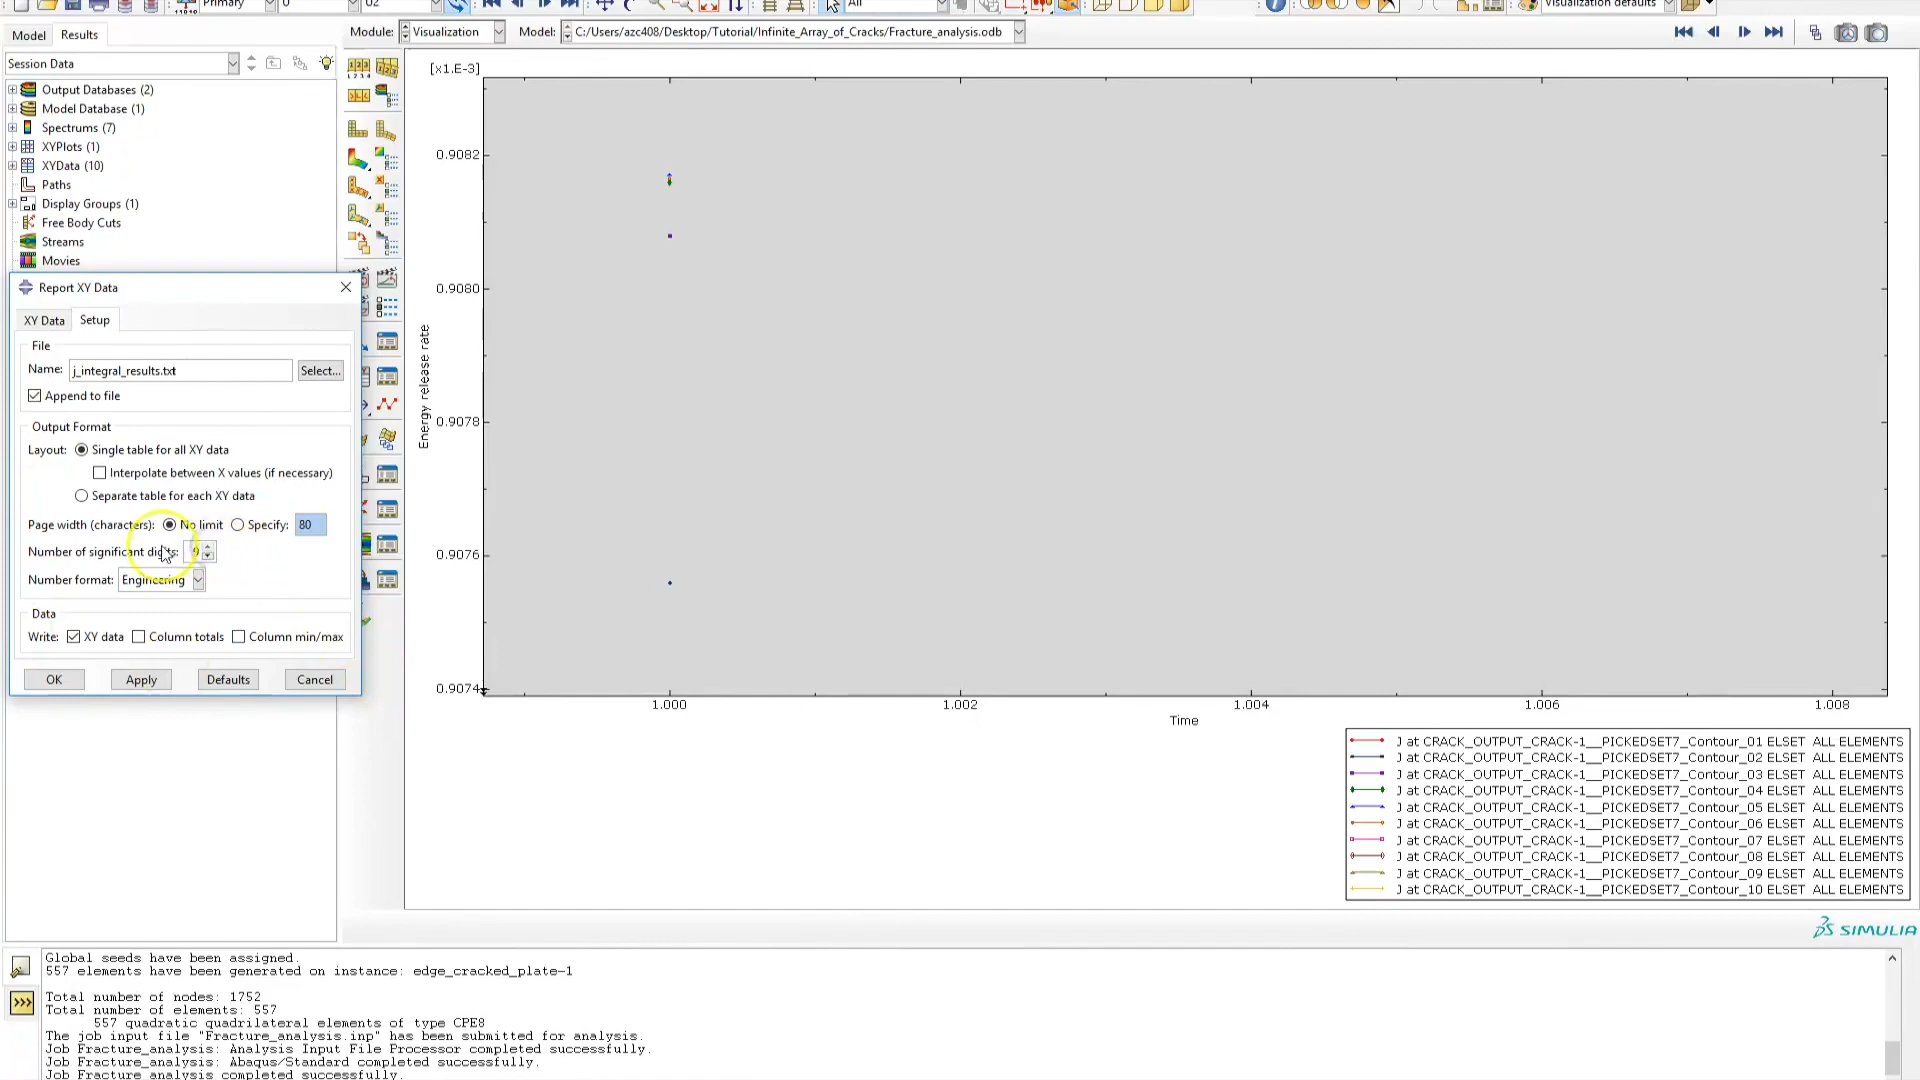 Primary
0
02
All
Visualization defaults
Model
Results
Module:
Visualization
Model:
C:/Users/azc408/Desktop/Tutorial/Infinite_Array_of_Cracks/Fracture_analysis.odb
Session Data
Output Databases (2)
Model Database (1)
Spectrums (7)
XYPlots (1)
XYData (10)
Paths
Display Groups (1)
Free Body Cuts
Streams
Movies
Report XY Data
XY Data
Setup
File
Name:
j_integral_results.txt
Select...
Append to file
Output Format
Layout:
Single table for all XY data
Interpolate between X values (if necessary)
Separate table for each XY data
Page width (characters):
No limit
Specify:
80
Number of significant digits:
9
Number format:
Engineering
Data
Write:
XY data
Column totals
Column min/max
OK
Apply
Defaults
Cancel
[x1.E-3]
0.9082
0.9080
0.9078
0.9076
0.9074
Energy release rate
1.000
1.002
1.004
1.006
1.008
Time
J at CRACK_OUTPUT_CRACK-1__PICKEDSET7_Contour_01 ELSET ALL ELEMENTS
J at CRACK_OUTPUT_CRACK-1__PICKEDSET7_Contour_02 ELSET ALL ELEMENTS
J at CRACK_OUTPUT_CRACK-1__PICKEDSET7_Contour_03 ELSET ALL ELEMENTS
J at CRACK_OUTPUT_CRACK-1__PICKEDSET7_Contour_04 ELSET ALL ELEMENTS
J at CRACK_OUTPUT_CRACK-1__PICKEDSET7_Contour_05 ELSET ALL ELEMENTS
J at CRACK_OUTPUT_CRACK-1__PICKEDSET7_Contour_06 ELSET ALL ELEMENTS
J at CRACK_OUTPUT_CRACK-1__PICKEDSET7_Contour_07 ELSET ALL ELEMENTS
J at CRACK_OUTPUT_CRACK-1__PICKEDSET7_Contour_08 ELSET ALL ELEMENTS
J at CRACK_OUTPUT_CRACK-1__PICKEDSET7_Contour_09 ELSET ALL ELEMENTS
J at CRACK_OUTPUT_CRACK-1__PICKEDSET7_Contour_10 ELSET ALL ELEMENTS
SIMULIA
Global seeds have been assigned.
557 elements have been generated on instance: edge_cracked_plate-1
Total number of nodes: 1752
Total number of elements: 557
557 quadratic quadrilateral elements of type CPE8
The job input file "Fracture_analysis.inp" has been submitted for analysis.
Job Fracture_analysis: Analysis Input File Processor completed successfully.
Job Fracture_analysis: Abaqus/Standard completed successfully.
Job Fracture_analysis completed successfully.